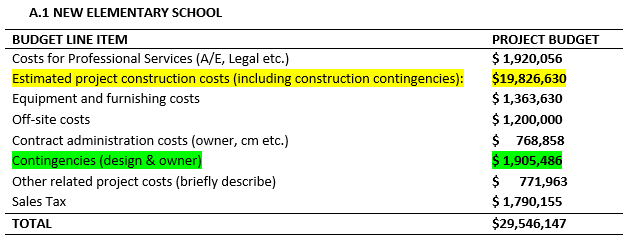 A.1 NEW ELEMENTARY SCHOOL
BUDGET LINE ITEM PROJECT BUDGET
Costs for Professional Services (A/E, Legal etc.) $ 1,920,056
Estimated project construction costs (including construction contingencies): $19,826,630
Equipment and furnishing costs $ 1,363,630
Off-site costs $ 1,200,000
Contract administration costs (owner, cm etc.) $ 768,858
Contingencies (design & owner) $ 1,905,486
Other related project costs (briefly describe) $ 771,963
Sales Tax $ 1,790,155
TOTAL $29,546,147